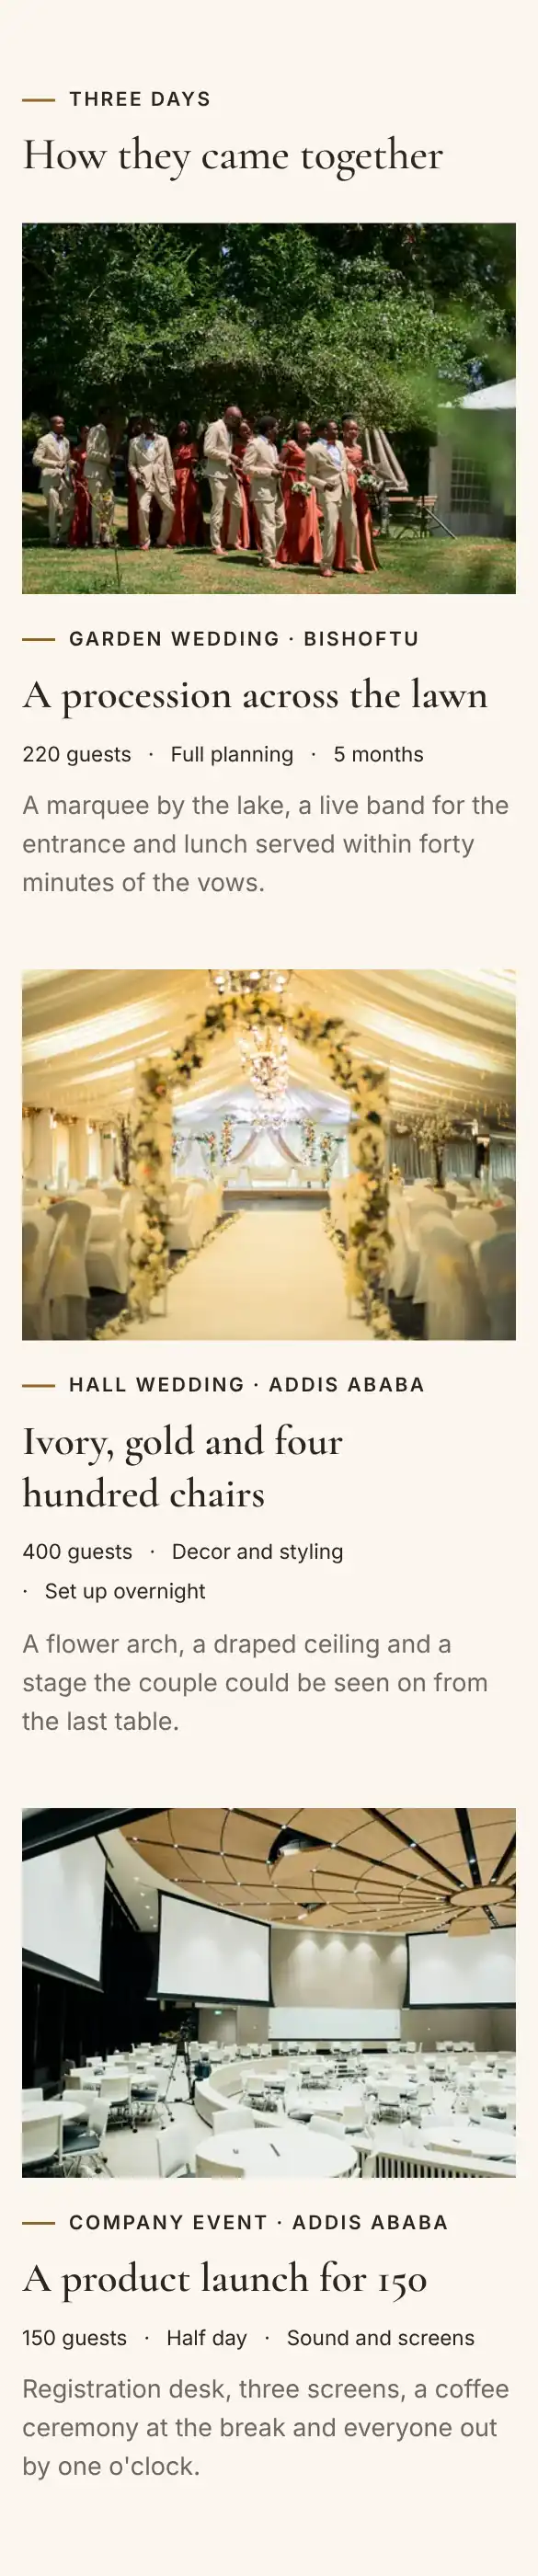 THREE DAYS
How they came together
GARDEN WEDDING · BISHOFTU
A procession across the lawn
220 guests · Full planning · 5 months
A marquee by the lake, a live band for the
entrance and lunch served within forty
minutes of the vows.
HALL WEDDING · ADDIS ABABA
Ivory, gold and four
hundred chairs
400 guests · Decor and styling
· Set up overnight
A flower arch, a draped ceiling and a
stage the couple could be seen on from
the last table.
COMPANY EVENT · ADDIS ABABA
A product launch for 150
150 guests · Half day · Sound and screens
Registration desk, three screens, a coffee
ceremony at the break and everyone out
by one o'clock.